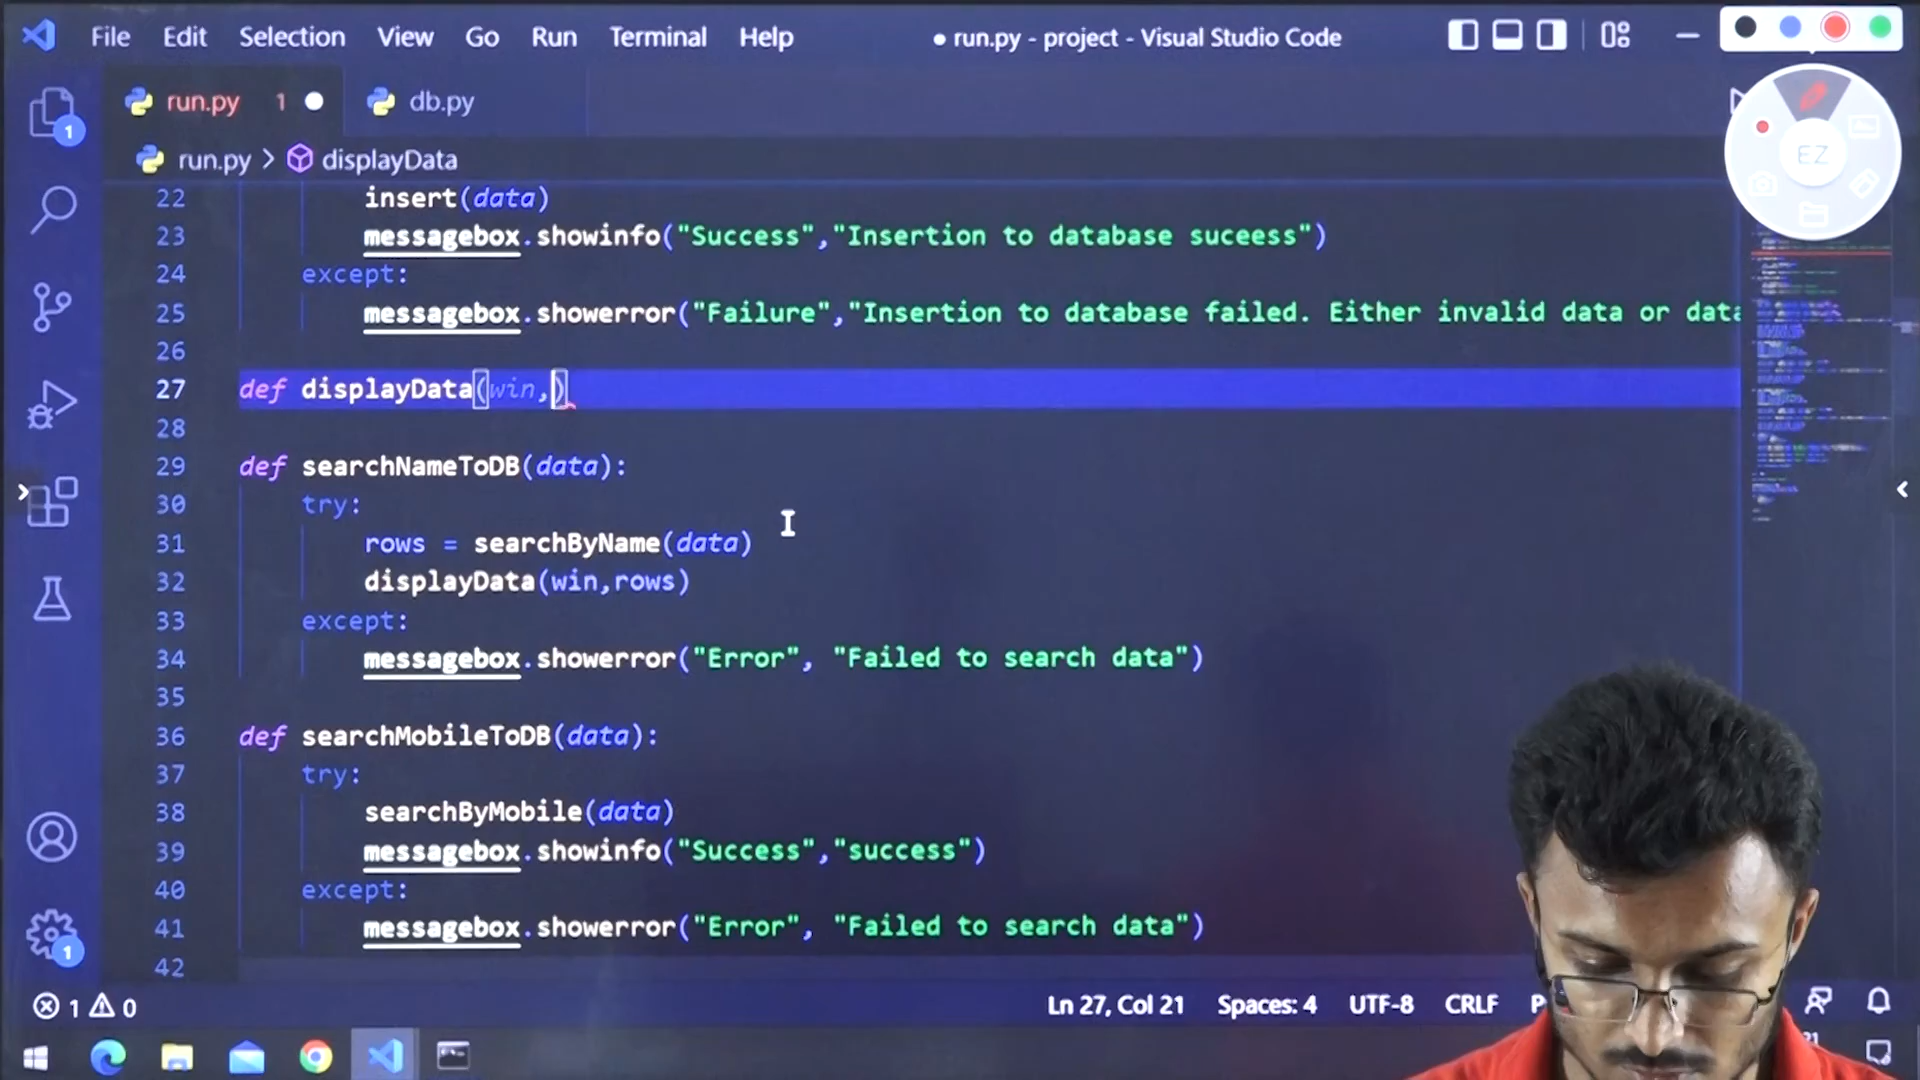 File Edit Selection View Go Run Terminal Help
● run.py - project - Visual Studio Code
run.py 1 db.py
EZ
run.py > displayData
22 insert(data)
23 messagebox.showinfo("Success","Insertion to database suceess")
24 except:
25 messagebox.showerror("Failure","Insertion to database failed. Either invalid data or data
26
27 def displayData(win,)
28
29 def searchNameToDB(data):
30 try:
31 rows = searchByName(data)
32 displayData(win,rows)
33 except:
34 messagebox.showerror("Error", "Failed to search data")
35
36 def searchMobileToDB(data):
37 try:
38 searchByMobile(data)
39 messagebox.showinfo("Success","success")
40 except:
41 messagebox.showerror("Error", "Failed to search data")
42
1
1
1 0
Ln 27, Col 21 Spaces: 4 UTF-8 CRLF